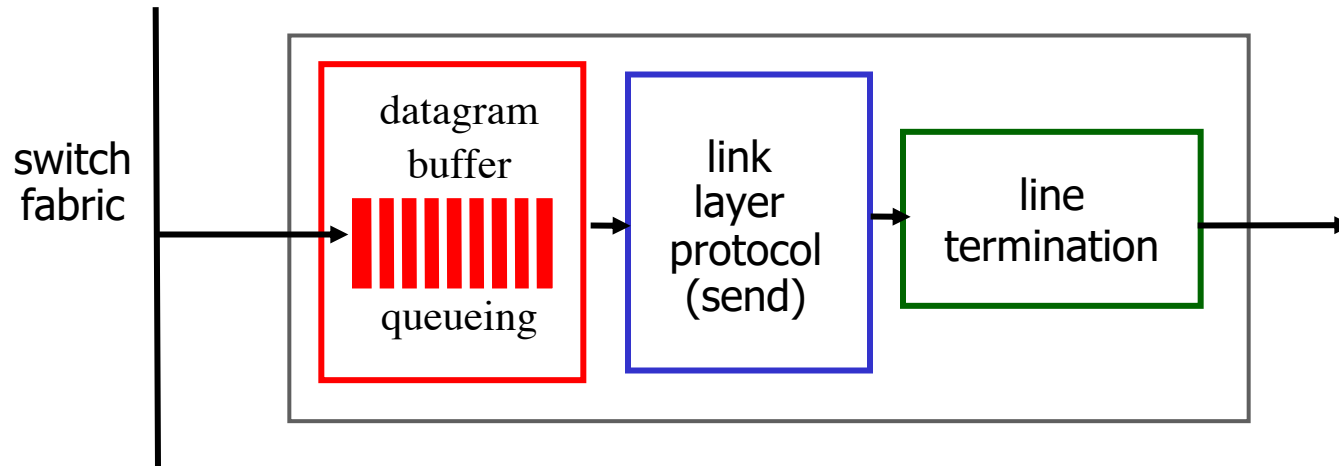 switch
fabric
datagram
buffer
queueing
link
layer
protocol
(send)
line
termination